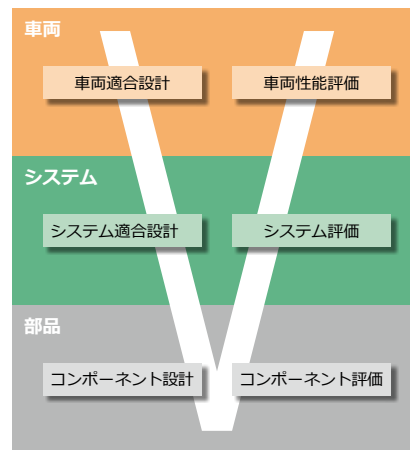 車両
車両適合設計
車両性能評価
システム
システム適合設計
システム評価
部品
コンポーネント設計
コンポーネント評価